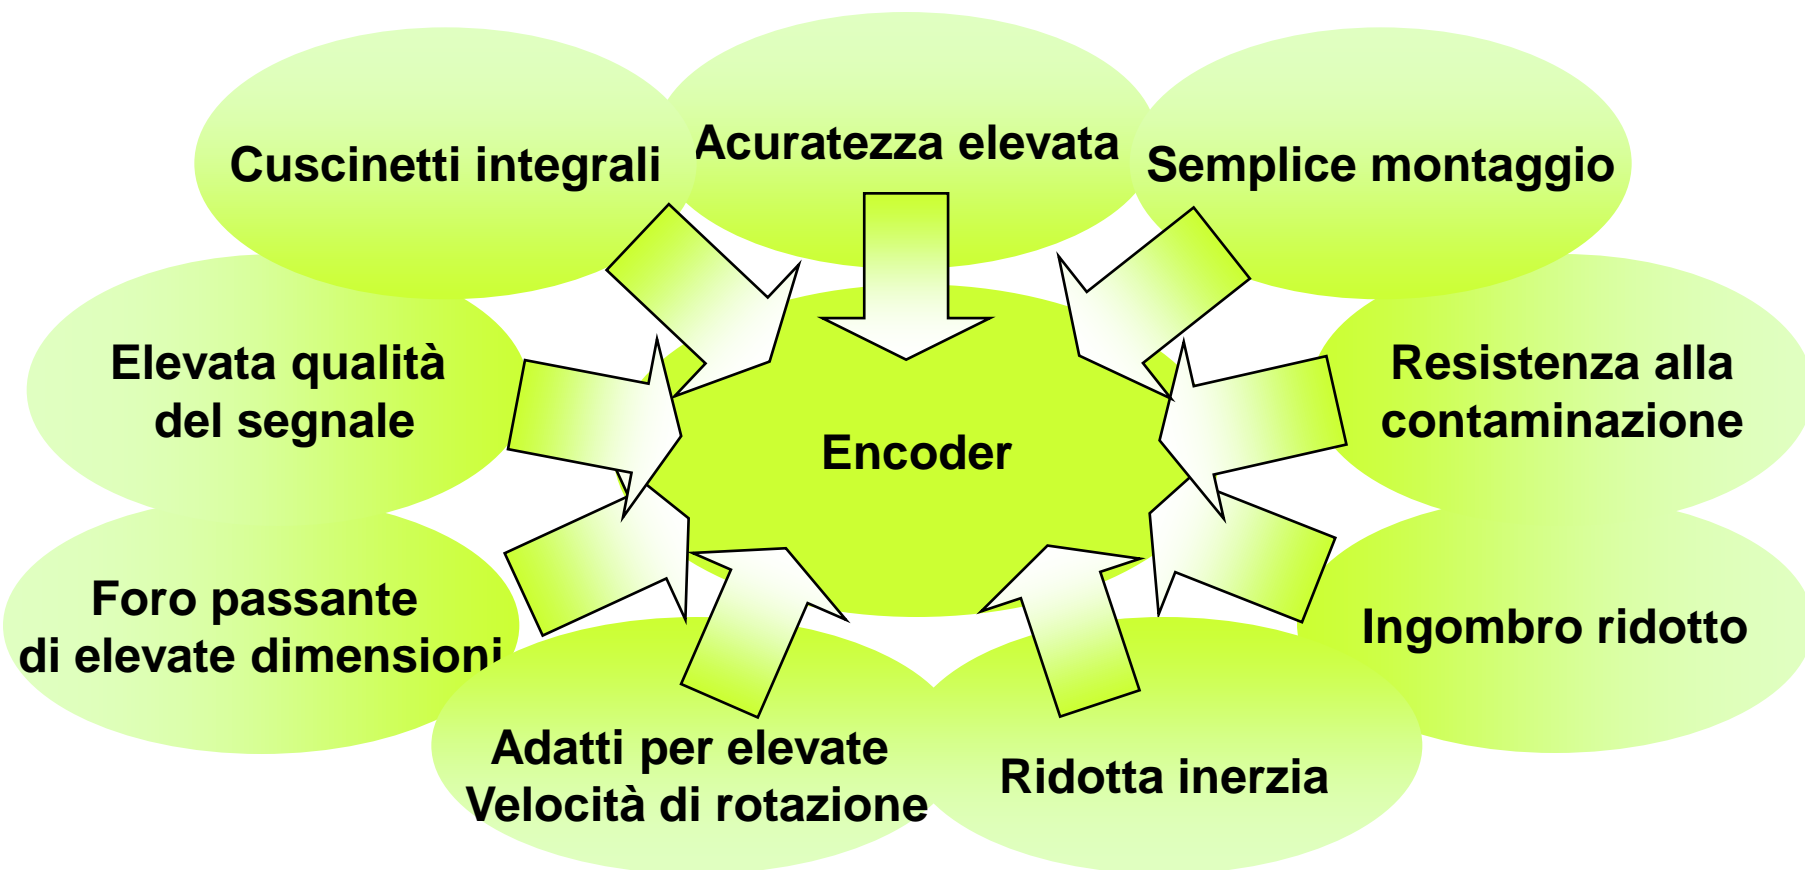 Cuscinetti integrali
Acuratezza elevata
Semplice montaggio
Elevata qualità
del segnale
Encoder
Resistenza alla
contaminazione
Foro passante
di elevate dimensioni
Ingombro ridotto
Adatti per elevate
Velocità di rotazione
Ridotta inerzia